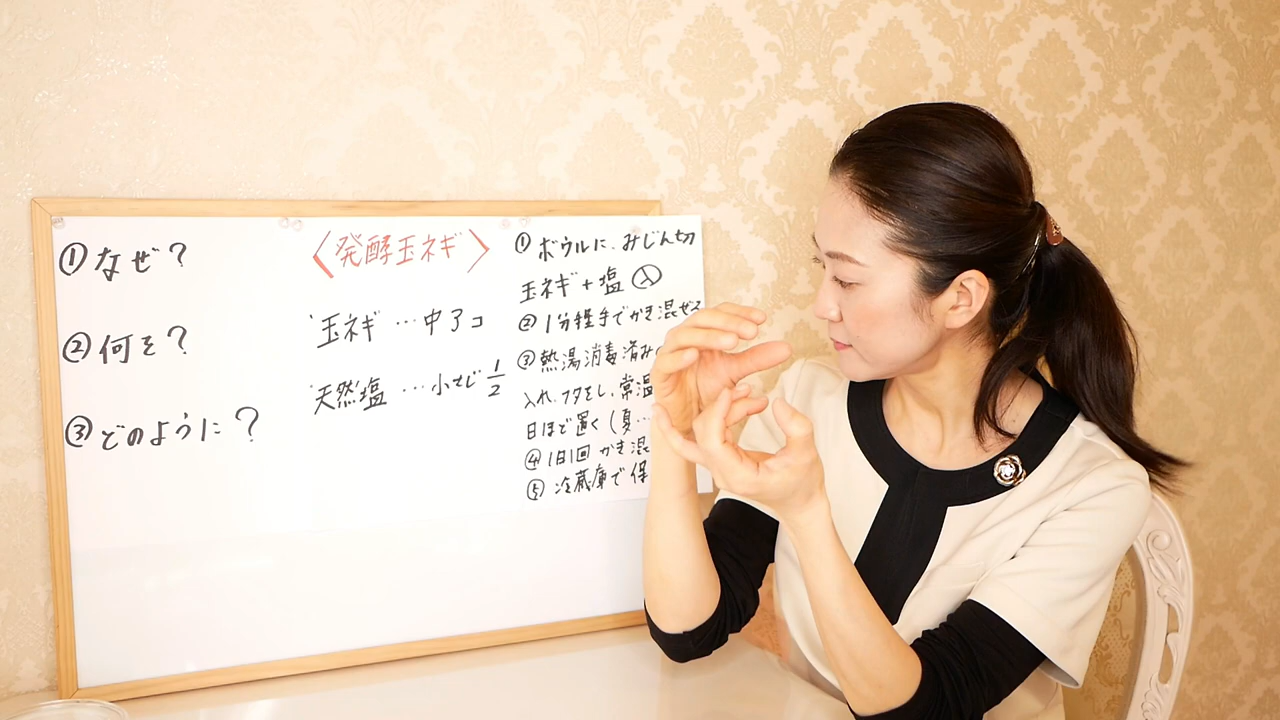 ①なぜ?
②何を?
③どのように?
〈発酵玉ネギ〉
・玉ネギ…中1コ
・天然塩…小さじ1/2
①ボウルに、みじん切
玉ネギ+塩㋐
②1分程手でかき混ぜる
③熱湯消毒済み
入れ、フタをし、常温
日ほど置く(夏…
④1日1回かき混
⑤冷蔵庫で保